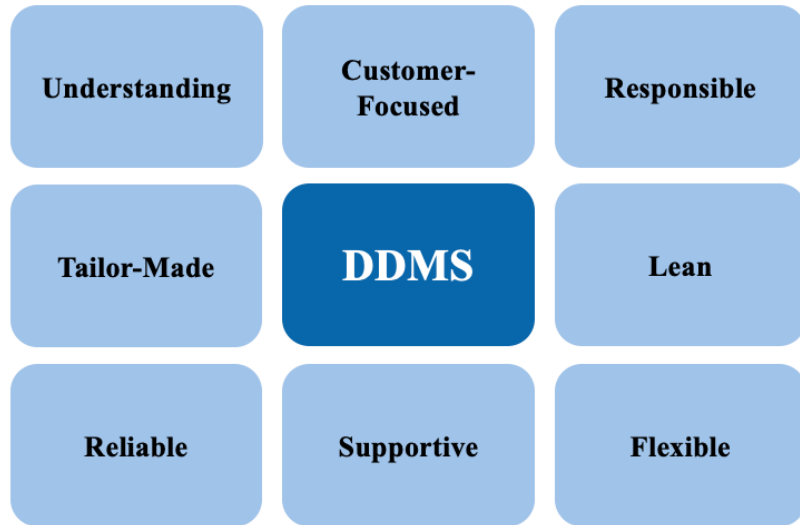 Understanding
Customer-
Focused
Responsible
Tailor-Made
DDMS
Lean
Reliable
Supportive
Flexible